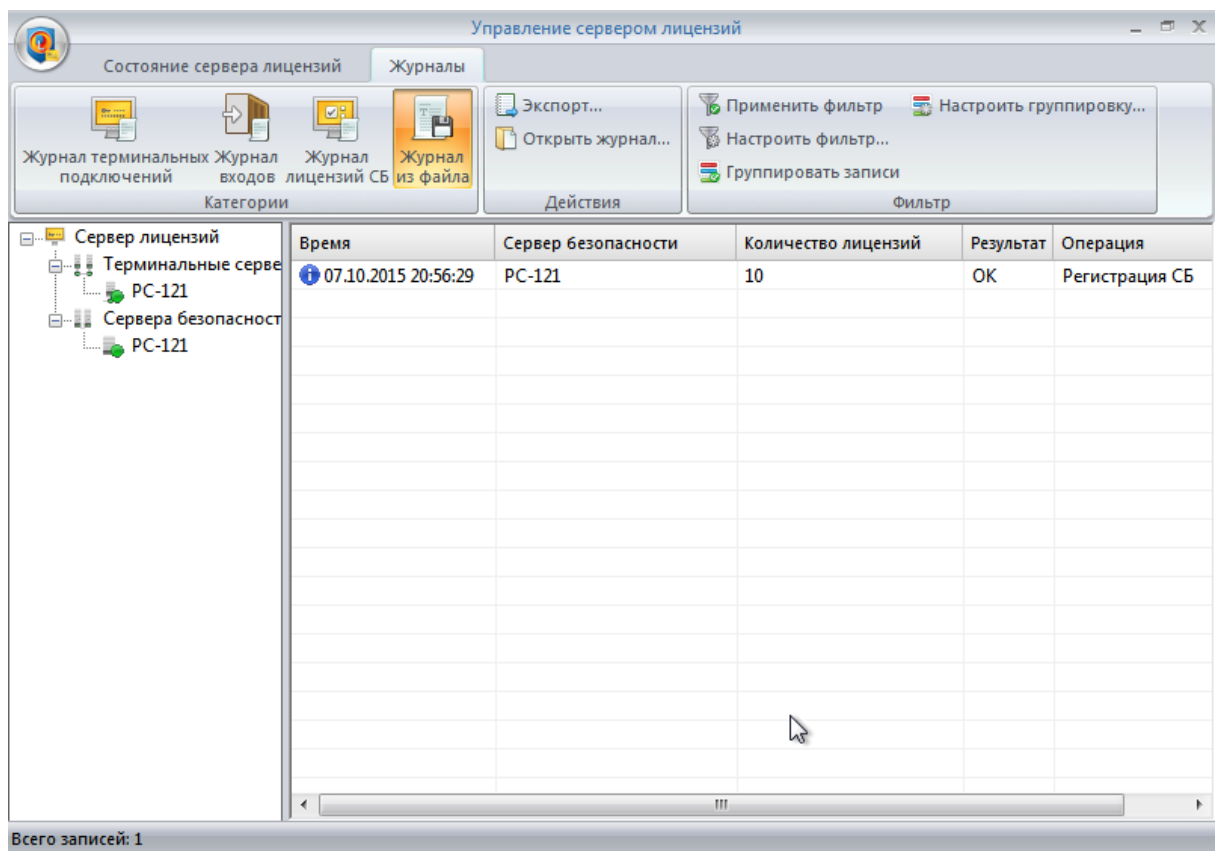 Управление сервером лицензий
Состояние сервера лицензий
Журналы
Журнал терминальных подключений
Журнал входов
Журнал лицензий СБ
Журнал из файла
Категории
Экспорт...
Открыть журнал...
Действия
Применить фильтр
Настроить группировку...
Настроить фильтр...
Группировать записи
Фильтр
Сервер лицензий
Терминальные серве
PC-121
Сервера безопасност
PC-121
Время Сервер безопасности Количество лицензий Результат Операция
07.10.2015 20:56:29 PC-121 10 OK Регистрация СБ
Всего записей: 1